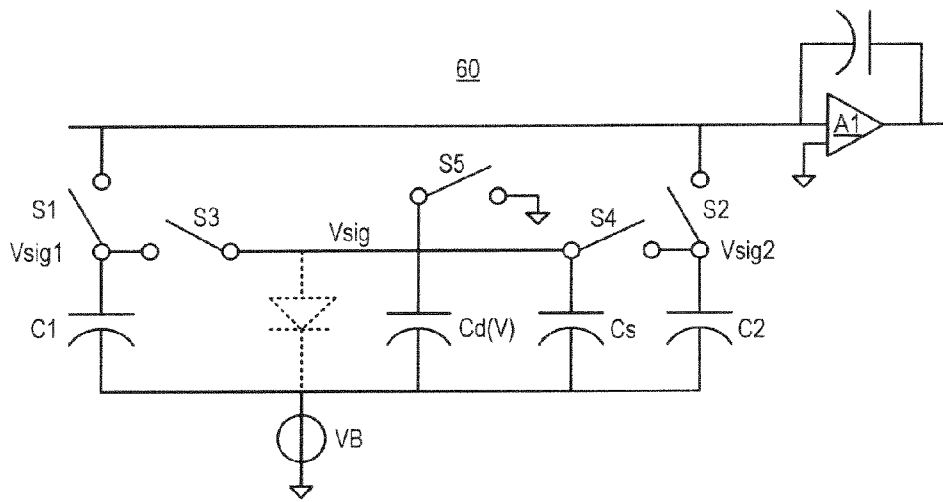 60
A1
S5
S1
S3
S4
S2
Vsig1
Vsig
Vsig2
C1
Cd(V)
Cs
C2
VB